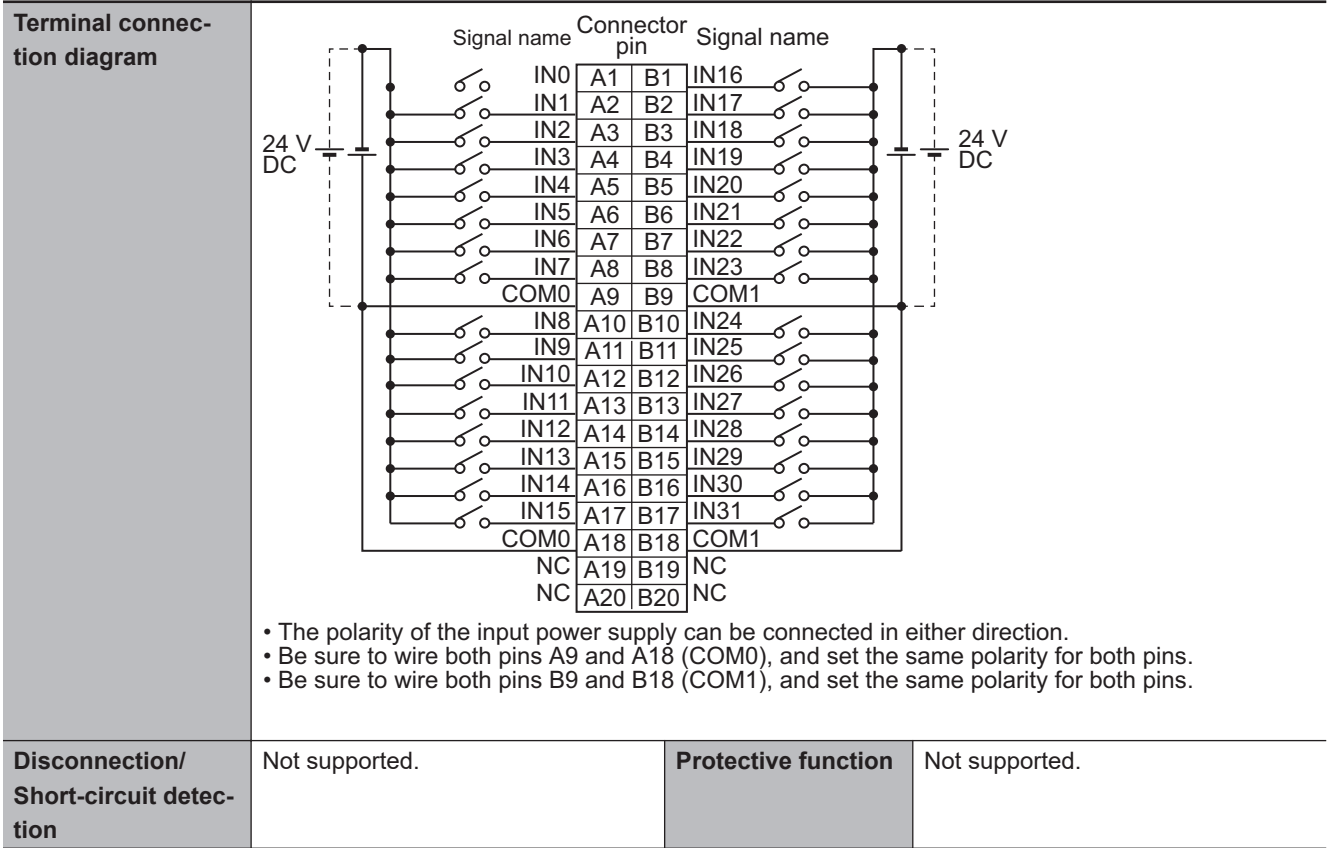 Terminal connec-
tion diagram
Signal name Connector pin Signal name
IN0 A1 B1 IN16
IN1 A2 B2 IN17
IN2 A3 B3 IN18
24 V DC 24 V DC
IN3 A4 B4 IN19
IN4 A5 B5 IN20
IN5 A6 B6 IN21
IN6 A7 B7 IN22
IN7 A8 B8 IN23
COM0 A9 B9 COM1
IN8 A10 B10 IN24
IN9 A11 B11 IN25
IN10 A12 B12 IN26
IN11 A13 B13 IN27
IN12 A14 B14 IN28
IN13 A15 B15 IN29
IN14 A16 B16 IN30
IN15 A17 B17 IN31
COM0 A18 B18 COM1
NC A19 B19 NC
NC A20 B20 NC
• The polarity of the input power supply can be connected in either direction.
• Be sure to wire both pins A9 and A18 (COM0), and set the same polarity for both pins.
• Be sure to wire both pins B9 and B18 (COM1), and set the same polarity for both pins.
Disconnection/
Short-circuit detec-
tion
Not supported.
Protective function
Not supported.